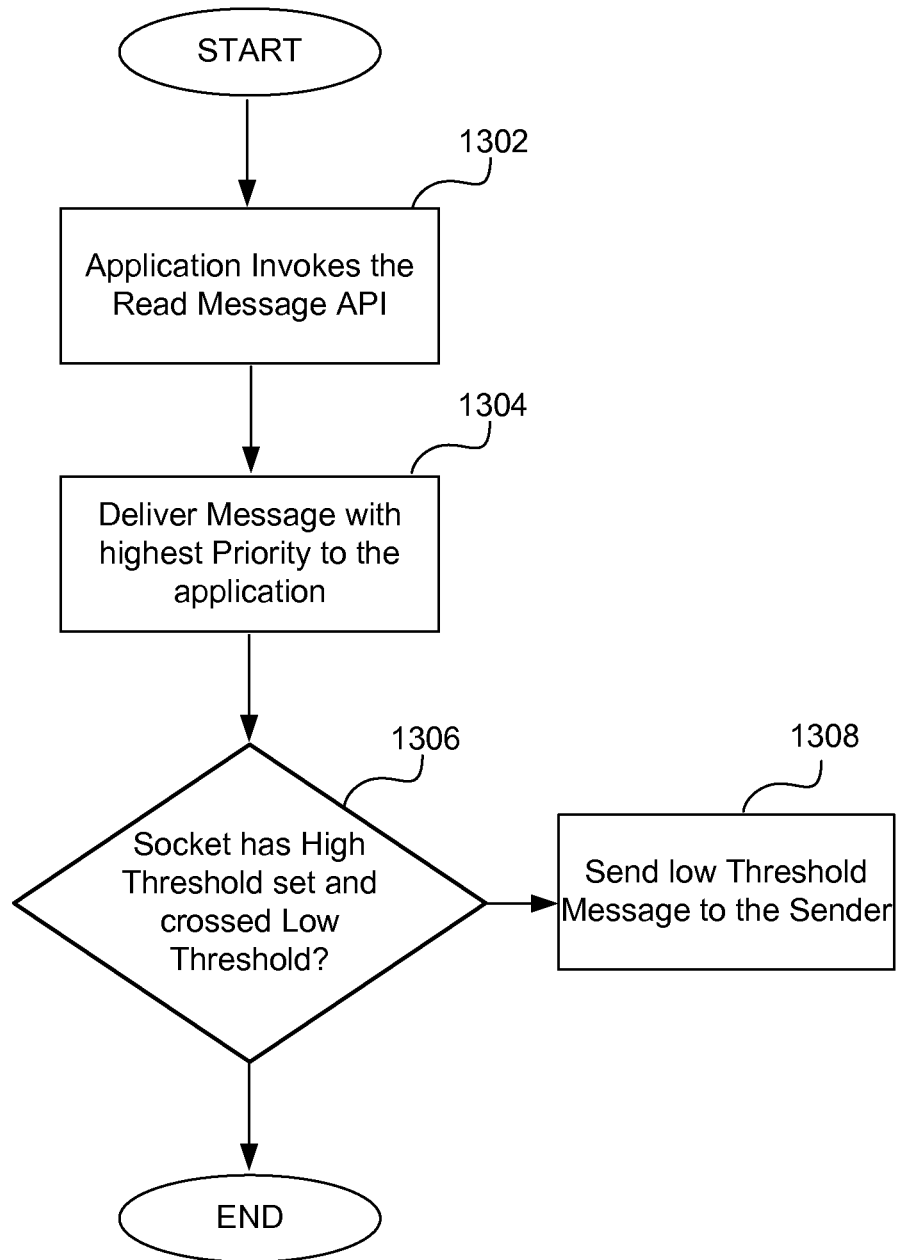 START
1302
Application Invokes the
Read Message API
1304
Deliver Message with
highest Priority to the
application
1306
Socket has High
Threshold set and
crossed Low
Threshold?
1308
Send low Threshold
Message to the Sender
END